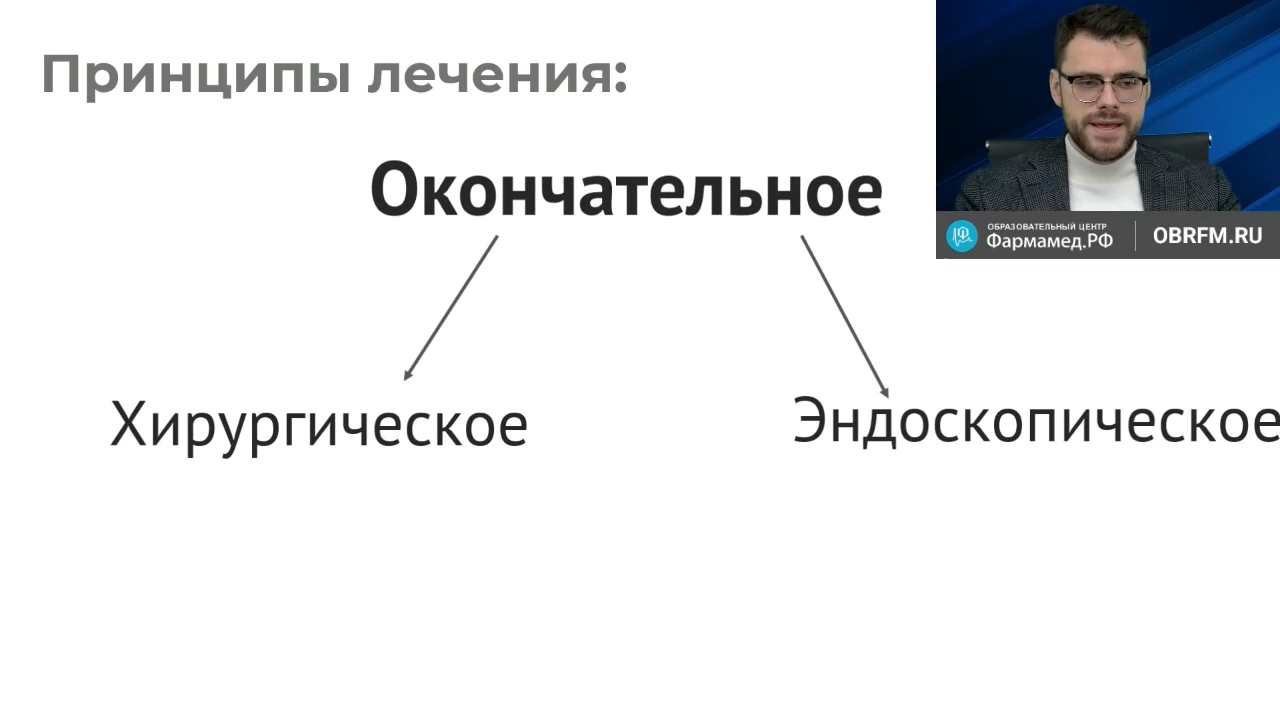 Принципы лечения:
Окончательное
ОБРАЗОВАТЕЛЬНЫЙ ЦЕНТР
Фармамед.РФ
OBRFM.RU
Хирургическое
Эндоскопическое